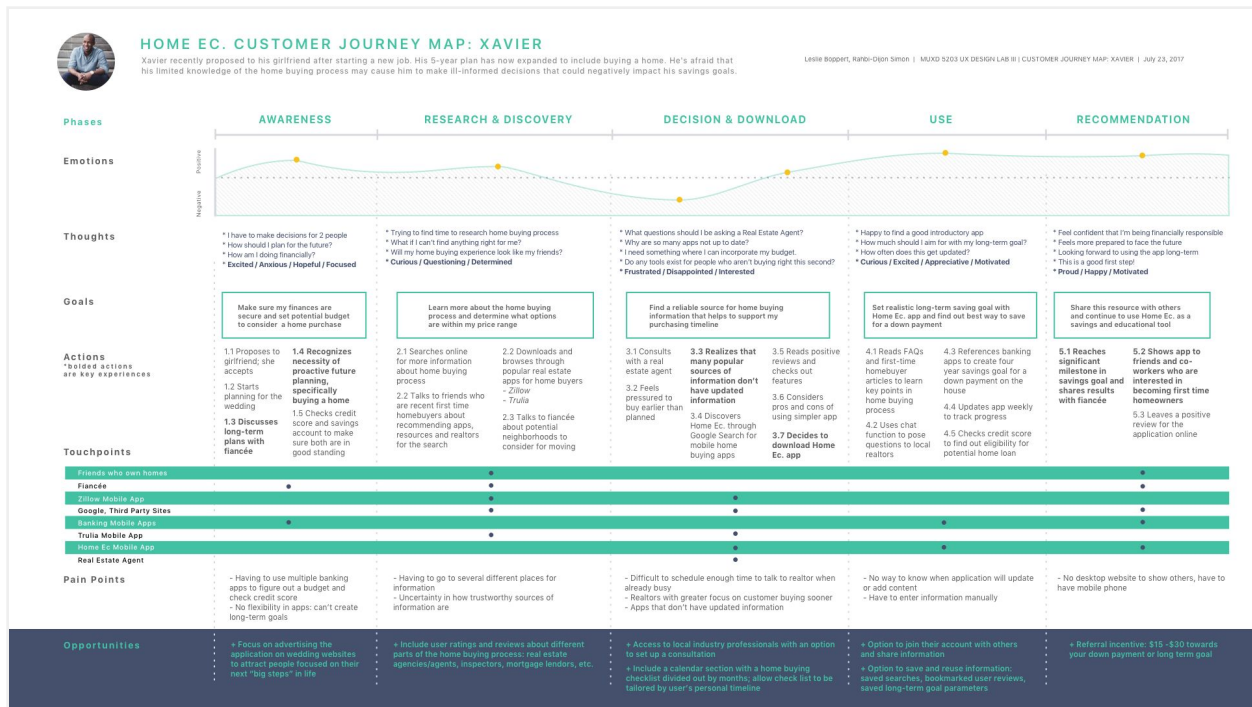 HOME EC. CUSTOMER JOURNEY MAP: XAVIER
Xavier recently proposed to his girlfriend after starting a new job. His 5-year plan has now expanded to include buying a home. He's afraid that
his limited knowledge of the home buying process may cause him to make ill-informed decisions that could negatively impact his savings goals.
Leslie Boppert, Rahbi-Dijon Simon | MUXD 5203 UX DESIGN LAB III | CUSTOMER JOURNEY MAP: XAVIER | July 23, 2017
Phases
AWARENESS
RESEARCH & DISCOVERY
DECISION & DOWNLOAD
USE
RECOMMENDATION
Emotions
Positive
Negative
Thoughts
* I have to make decisions for 2 people
* How should I plan for the future?
* How am I doing financially?
* Excited / Anxious / Hopeful / Focused
* Trying to find time to research home buying process
* What if I can't find anything right for me?
* Will my home buying experience look like my friends?
* Curious / Questioning / Determined
* What questions should I be asking a Real Estate Agent?
* Why are so many apps not up to date?
* I need something where I can incorporate my budget.
* Do any tools exist for people who aren't buying right this second?
* Frustrated / Disappointed / Interested
* Happy to find a good introductory app
* How much should I aim for with my long-term goal?
* How often does this get updated?
* Curious / Excited / Appreciative / Motivated
* Feel confident that I'm being financially responsible
* Feels more prepared to face the future
* Looking forward to using the app long-term
* This is a good first step!
* Proud / Happy / Motivated
Goals
Make sure my finances are
secure and set potential budget
to consider a home purchase
Learn more about the home buying
process and determine what options
are within my price range
Find a reliable source for home buying
information that helps to support my
purchasing timeline
Set realistic long-term saving goal with
Home Ec. app and find out best way to save
for a down payment
Share this resource with others
and continue to use Home Ec. as a
savings and educational tool
Actions
*bolded actions
are key experiences
1.1 Proposes to
girlfriend; she
accepts
1.2 Starts
planning for the
wedding
1.3 Discusses
long-term
plans with
fiancée
1.4 Recognizes
necessity of
proactive future
planning,
specifically
buying a home
1.5 Checks credit
score and savings
account to make
sure both are in
good standing
2.1 Searches online
for more information
about home buying
process
2.2 Talks to friends who
are recent first time
homebuyers about
recommending apps,
resources and realtors
for the search
2.2 Downloads and
browses through
popular real estate
apps for home buyers
- Zillow
- Trulia
2.3 Talks to fiancée
about potential
neighborhoods to
consider for moving
3.1 Consults
with a real
estate agent
3.2 Feels
pressured to
buy earlier than
planned
3.3 Realizes that
many popular
sources of
information don't
have updated
information
3.4 Discovers
Home Ec. through
Google Search for
mobile home
buying apps
3.5 Reads positive
reviews and
checks out
features
3.6 Considers
pros and cons of
using simpler app
3.7 Decides to
download Home
Ec. app
4.1 Reads FAQs
and first-time
homebuyer
articles to learn
key points in
home buying
process
4.2 Uses chat
function to pose
questions to local
realtors
4.3 References banking
apps to create four
year savings goal for a
down payment on the
house
4.4 Updates app weekly
to track progress
4.5 Checks credit score
to find out eligibility for
potential home loan
5.1 Reaches
significant
milestone in
savings goal and
shares results
with fiancée
5.2 Shows app to
friends and co-
workers who are
interested in
becoming first time
homeowners
5.3 Leaves a positive
review for the
application online
Touchpoints
Friends who own homes
Fiancée
Zillow Mobile App
Google, Third Party Sites
Banking Mobile Apps
Trulia Mobile App
Home Ec Mobile App
Real Estate Agent
Pain Points
- Having to use multiple banking
apps to figure out a budget and
check credit score
- No flexibility in apps: can't create
long-term goals
- Having to go to several different places for
information
- Uncertainty in how trustworthy sources of
information are
- Difficult to schedule enough time to talk to realtor when
already busy
- Realtors with greater focus on customer buying sooner
- Apps that don't have updated information
- No way to know when application will update
or add content
- Have to enter information manually
- No desktop website to show others, have to
have mobile phone
Opportunities
+ Focus on advertising the
application on wedding websites
to attract people focused on their
next "big steps" in life
+ Include user ratings and reviews about different
parts of the home buying process: real estate
agencies/agents, inspectors, mortgage lenders, etc.
+ Access to local industry professionals with an option
to set up a consultation
+ Include a calendar section with a home buying
checklist divided out by months; allow check list to be
tailored by user's personal timeline
+ Option to join their account with others
and share information
+ Option to save and reuse information:
saved searches, bookmarked user reviews,
saved long-term goal parameters
+ Referral incentive: $15 -$30 towards
your down payment or long term goal